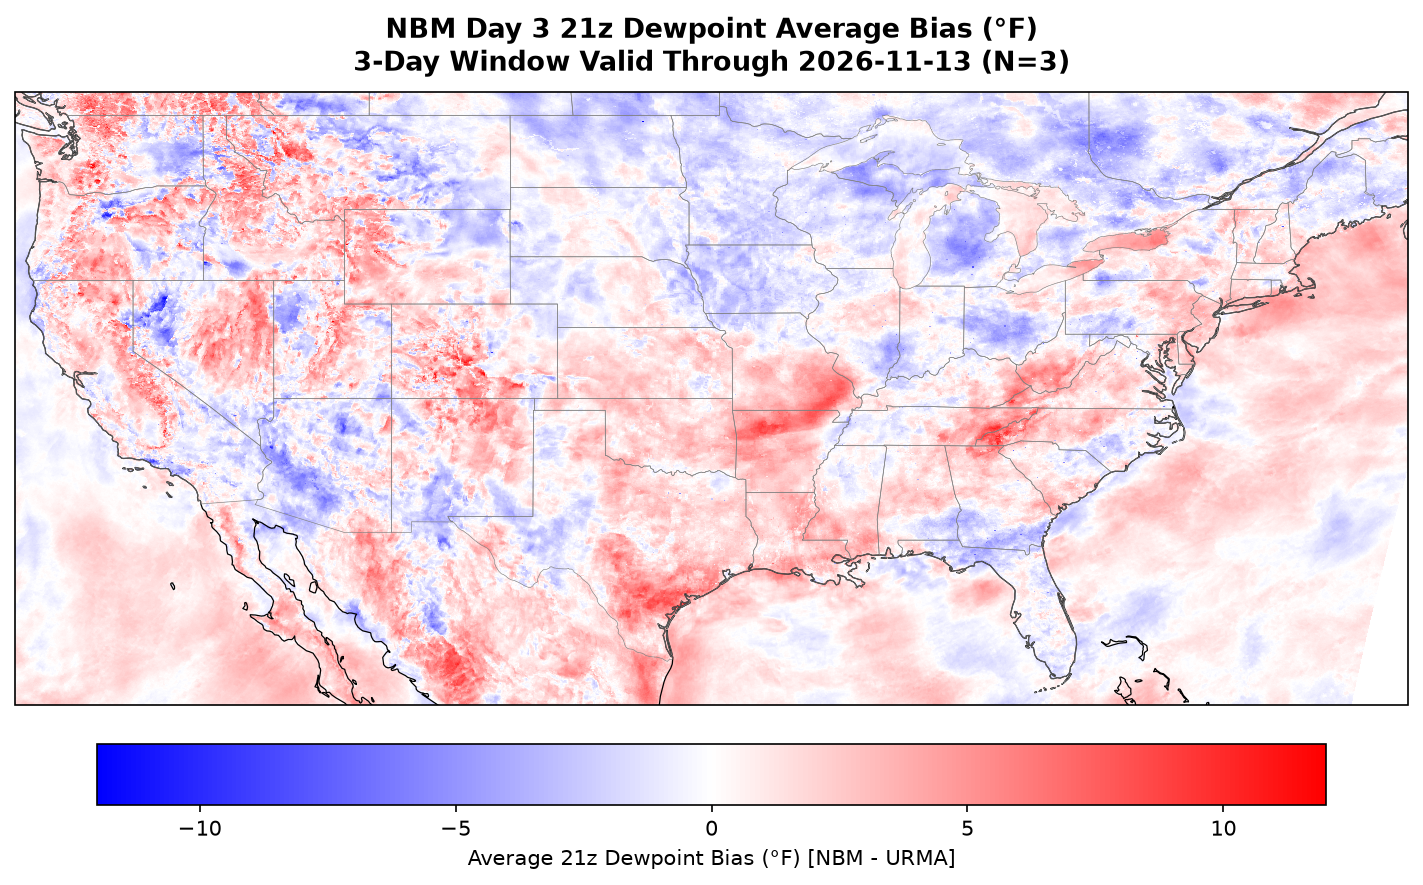 NBM Day 3 21z Dewpoint Average Bias (°F)
3-Day Window Valid Through 2026-11-13 (N=3)
−10 −5 0 5 10
Average 21z Dewpoint Bias (°F) [NBM - URMA]